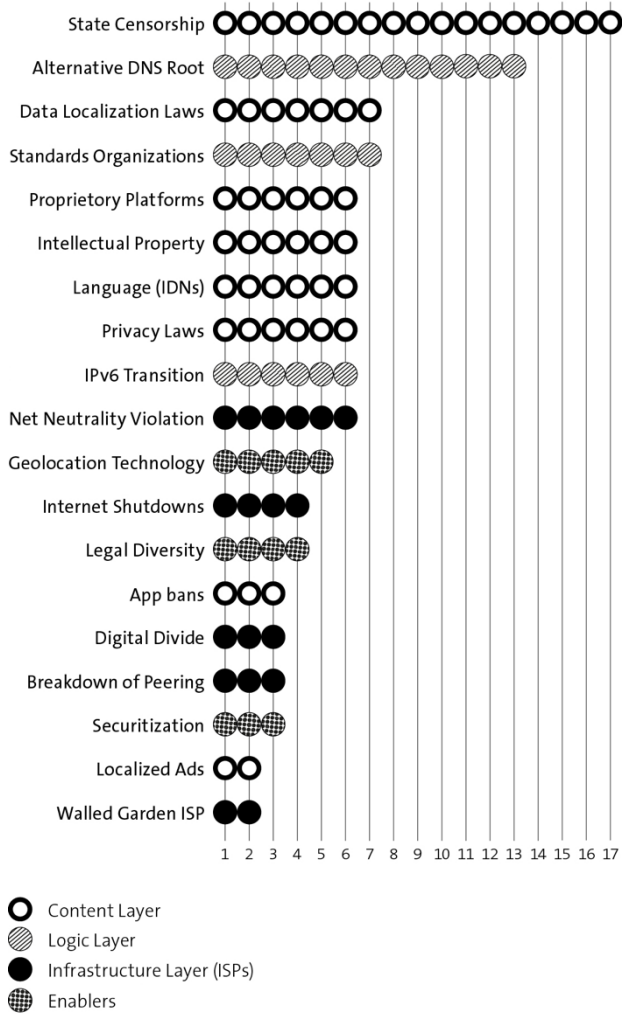 State Censorship
Alternative DNS Root
Data Localization Laws
Standards Organizations
Proprietory Platforms
Intellectual Property
Language (IDNs)
Privacy Laws
IPv6 Transition
Net Neutrality Violation
Geolocation Technology
Internet Shutdowns
Legal Diversity
App bans
Digital Divide
Breakdown of Peering
Securitization
Localized Ads
Walled Garden ISP
1 2 3 4 5 6 7 8 9 10 11 12 13 14 15 16 17
Content Layer
Logic Layer
Infrastructure Layer (ISPs)
Enablers